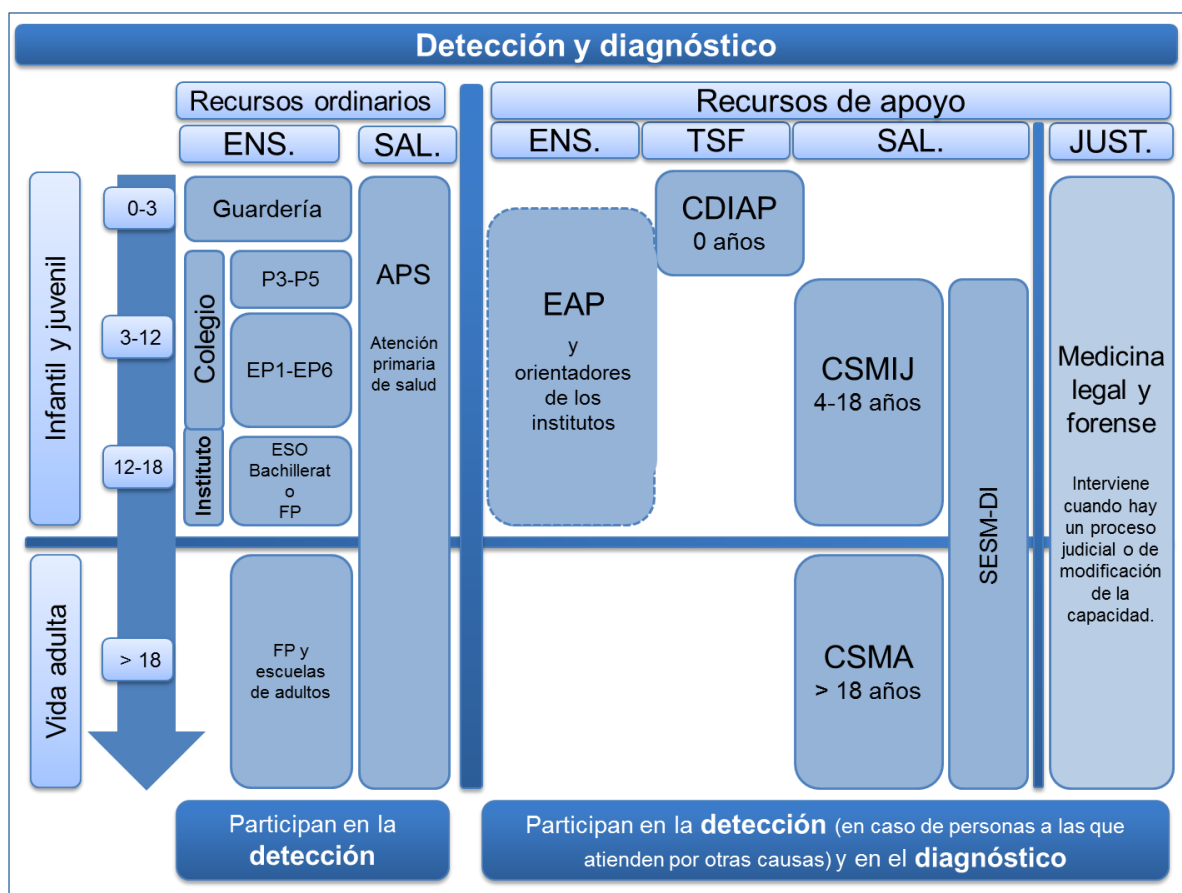 Detección y diagnóstico
Recursos ordinarios
Recursos de apoyo
ENS.
SAL.
ENS.
TSF
SAL.
JUST.
Infantil y juvenil
0-3
3-12
12-18
Guardería
Colegio
P3-P5
EP1-EP6
Instituto
ESO
Bachillerat
o
FP
APS
Atención
primaria
de salud
EAP
y
orientadores
de los
institutos
CDIAP
0 años
CSMIJ
4-18 años
SESM-DI
Medicina
legal y
forense
Interviene
cuando hay
un proceso
judicial o de
modificación
de la
capacidad.
Vida adulta
> 18
FP y
escuelas
de adultos
CSMA
> 18 años
Participan en la
detección
Participan en la detección (en caso de personas a las que
atienden por otras causas) y en el diagnóstico